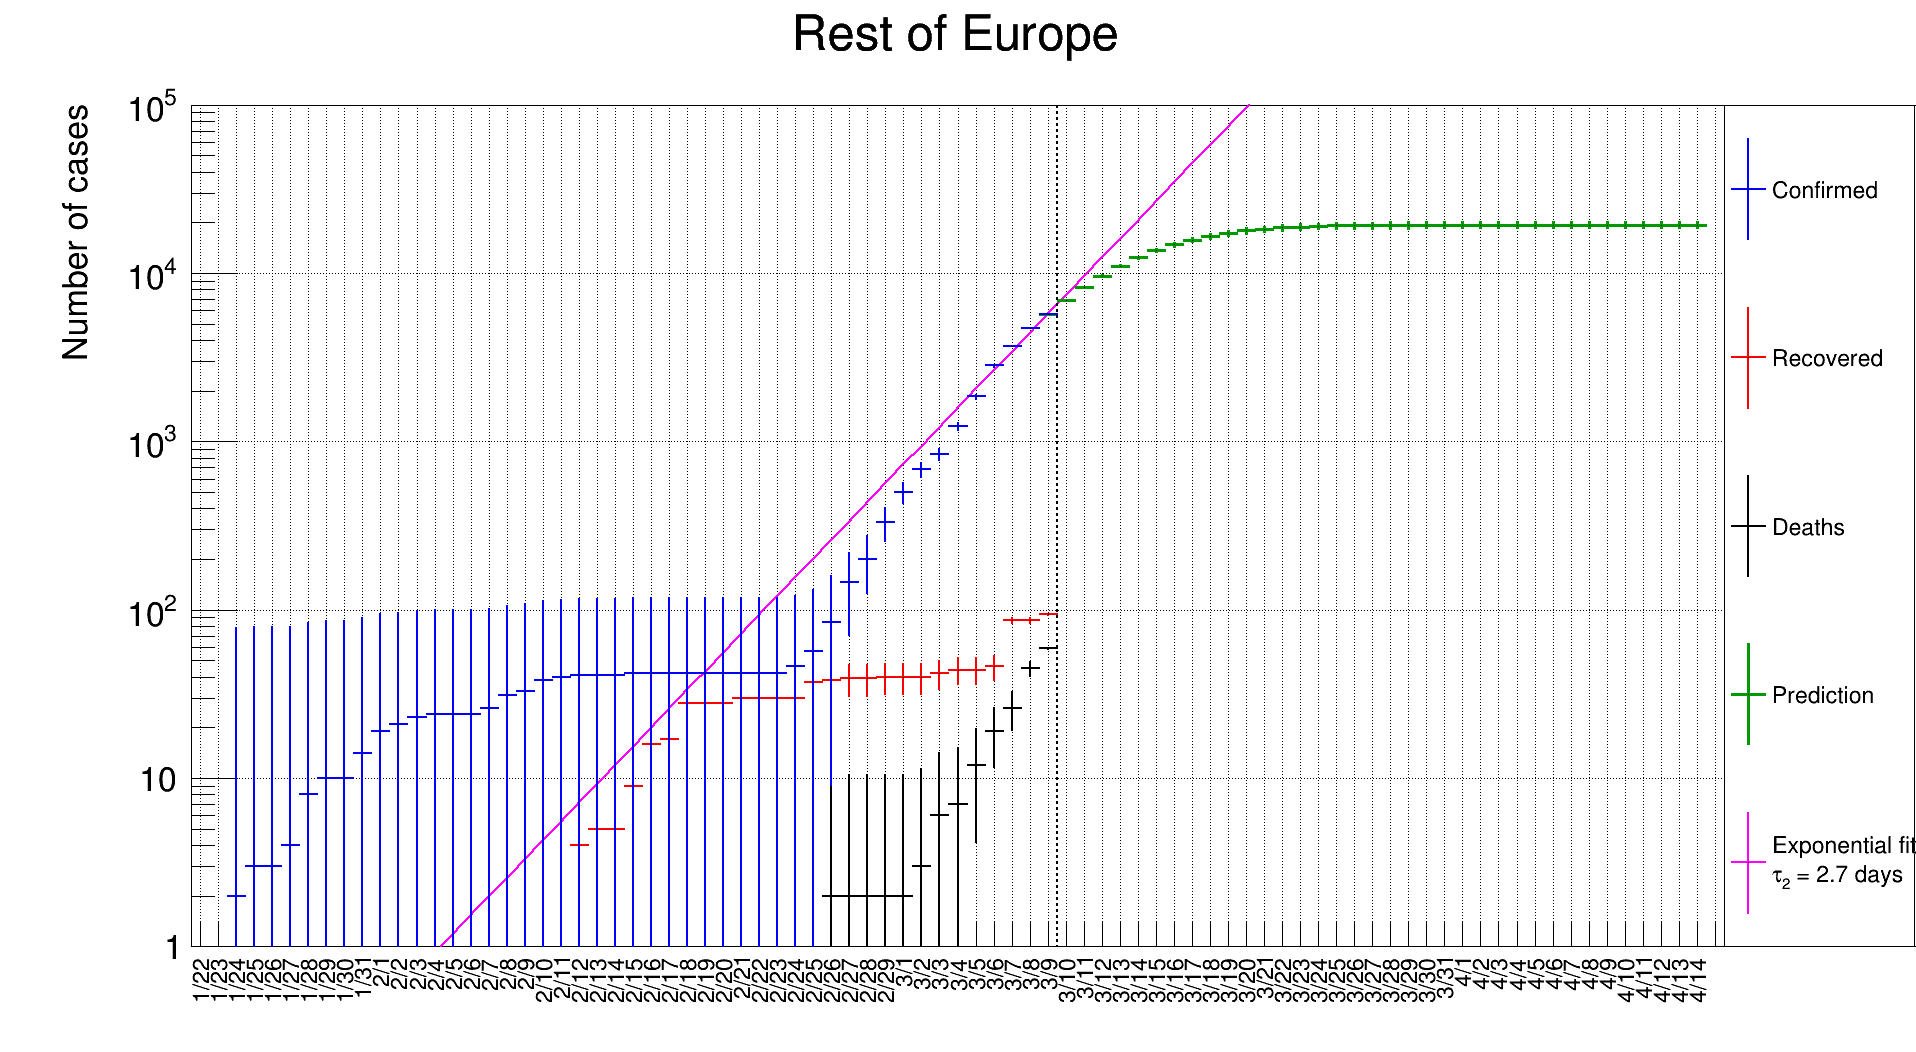 Rest of Europe
Number of cases
10^5
10^4
10^3
10^2
10
1
1/22 1/23 1/24 1/25 1/26 1/27 1/28 1/29 1/30 1/31 2/1 2/2 2/3 2/4 2/5 2/6 2/7 2/8 2/9 2/10 2/11 2/12 2/13 2/14 2/15 2/16 2/17 2/18 2/19 2/20 2/21 2/22 2/23 2/24 2/25 2/26 2/27 2/28 2/29 3/1 3/2 3/3 3/4 3/5 3/6 3/7 3/8 3/9 3/10 3/11 3/12 3/13 3/14 3/15 3/16 3/17 3/18 3/19 3/20 3/21 3/22 3/23 3/24 3/25 3/26 3/27 3/28 3/29 3/30 3/31 4/1 4/2 4/3 4/4 4/5 4/6 4/7 4/8 4/9 4/10 4/11 4/12 4/13 4/14
Confirmed
Recovered
Deaths
Prediction
Exponential fit
τ₂ = 2.7 days